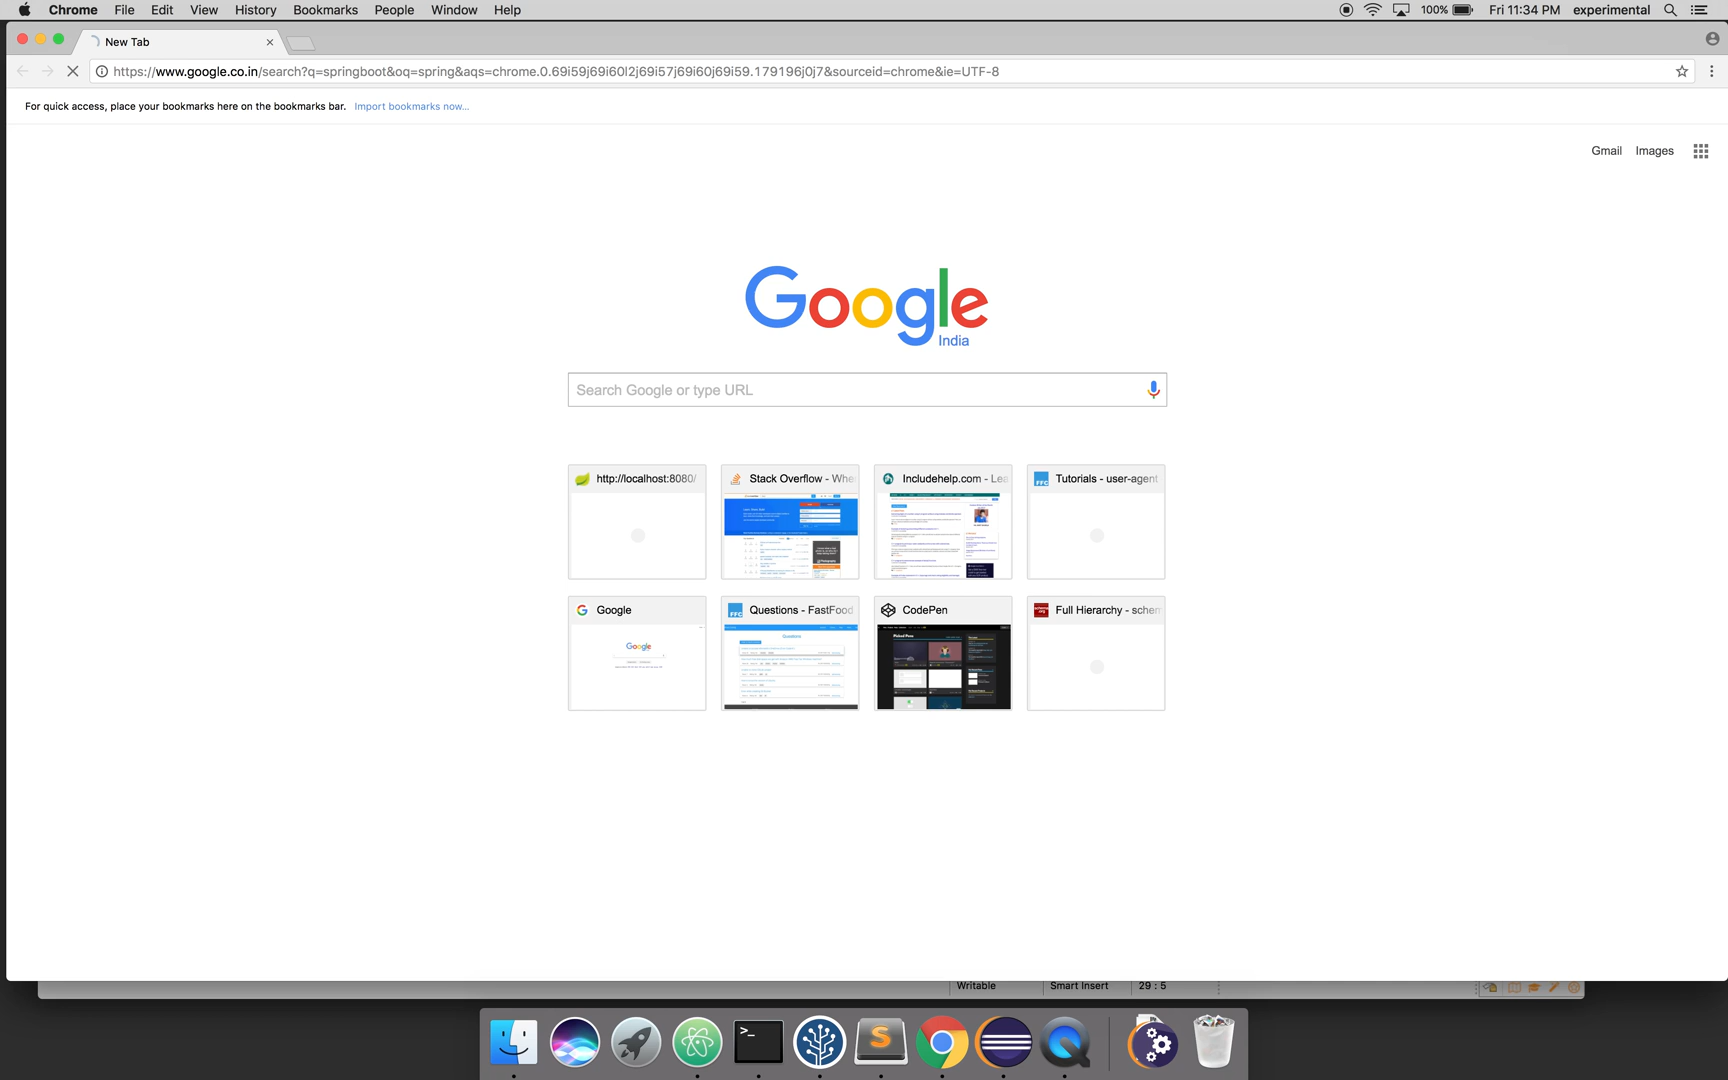 Chrome File Edit View History Bookmarks People Window Help 100% Fri 11:34 PM experimental
New Tab
https://www.google.co.in/search?q=springboot&oq=spring&aqs=chrome.0.69i59j69i60l2j69i57j69i60j69i59.179196j0j7&sourceid=chrome&ie=UTF-8
For quick access, place your bookmarks here on the bookmarks bar. Import bookmarks now...
Gmail Images
Google
India
Search Google or type URL
http://localhost:8080/ Stack Overflow - Whe Includehelp.com - Lea Tutorials - user-agent
Google Questions - FastFood CodePen Full Hierarchy - schem
Writable Smart Insert 29 : 5